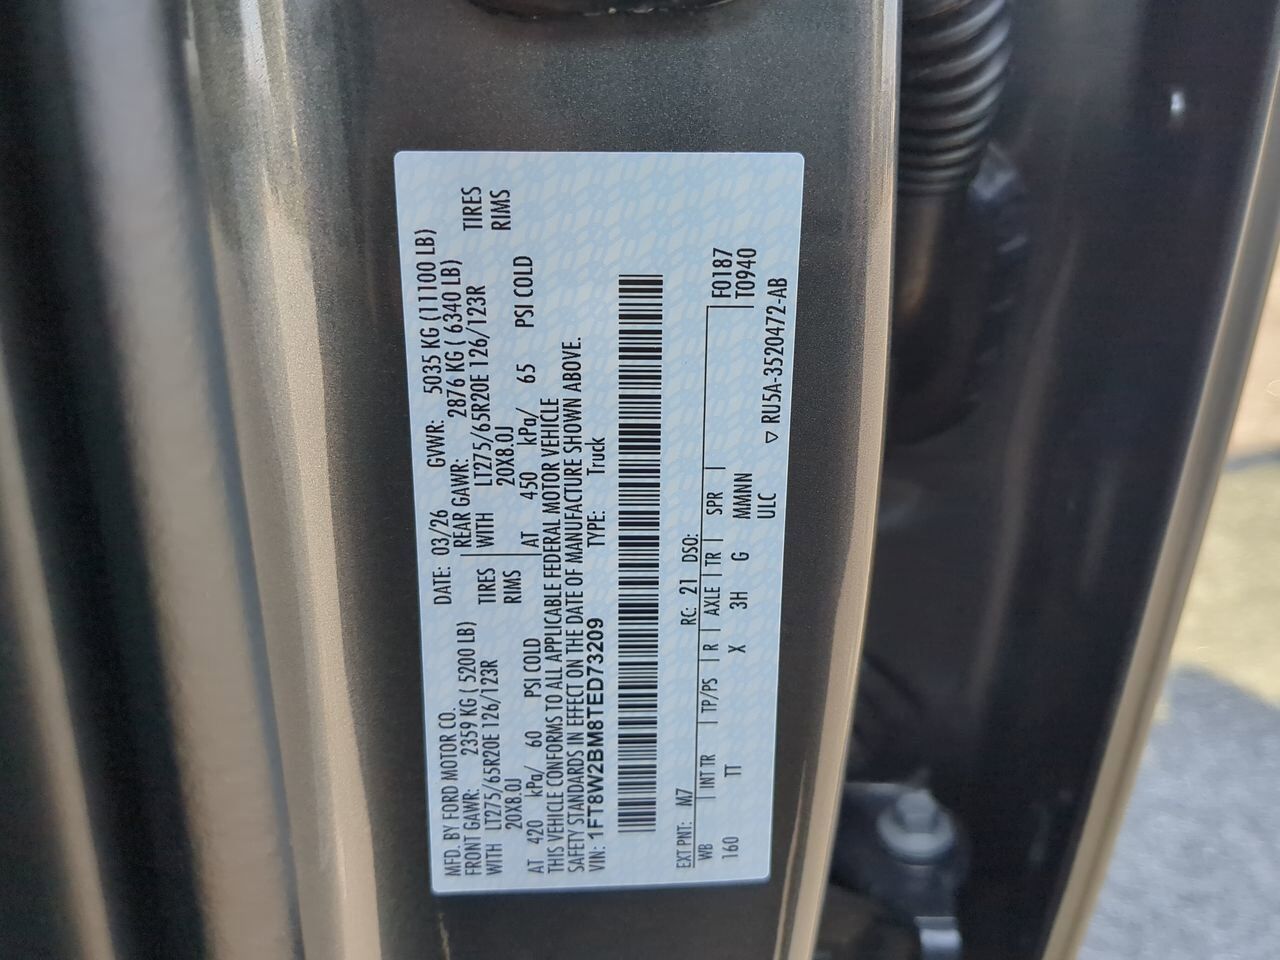 MFD. BY FORD MOTOR CO. DATE: 03/26 GVWR: 5035 KG (11100 LB)
FRONT GAWR: 2359 KG ( 5200 LB) REAR GAWR: 2876 KG ( 6340 LB)
WITH LT275/65R20E 126/123R TIRES WITH LT275/65R20E 126/123R TIRES
20X8.0J RIMS 20X8.0J RIMS
AT 420 kPa/ 60 PSI COLD AT 450 kPa/ 65 PSI COLD
THIS VEHICLE CONFORMS TO ALL APPLICABLE FEDERAL MOTOR VEHICLE
SAFETY STANDARDS IN EFFECT ON THE DATE OF MANUFACTURE SHOWN ABOVE.
VIN: 1FT8W2BM8TED73209 TYPE: Truck
EXT PNT: M7 RC: 21 DSO:
WB INT TR TP/PS R AXLE TR SPR F0187
160 TT X 3H G MMNN T0940
ULC
▽ RU5A-3520472-AB